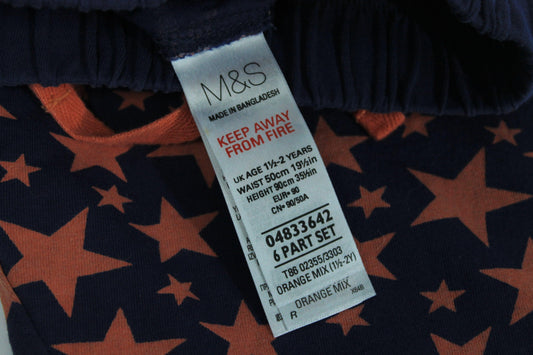 M&S
MADE IN BANGLADESH
KEEP AWAY
FROM FIRE
UK AGE 1½-2 YEARS
WAIST 50cm 19½in
HEIGHT 90cm 35½in
EUR= 90
CN= 90/50A
04833642
6 PART SET
T86 02355/3303
ORANGE MIX (1½-2Y)
ORANGE MIX
X64B
R